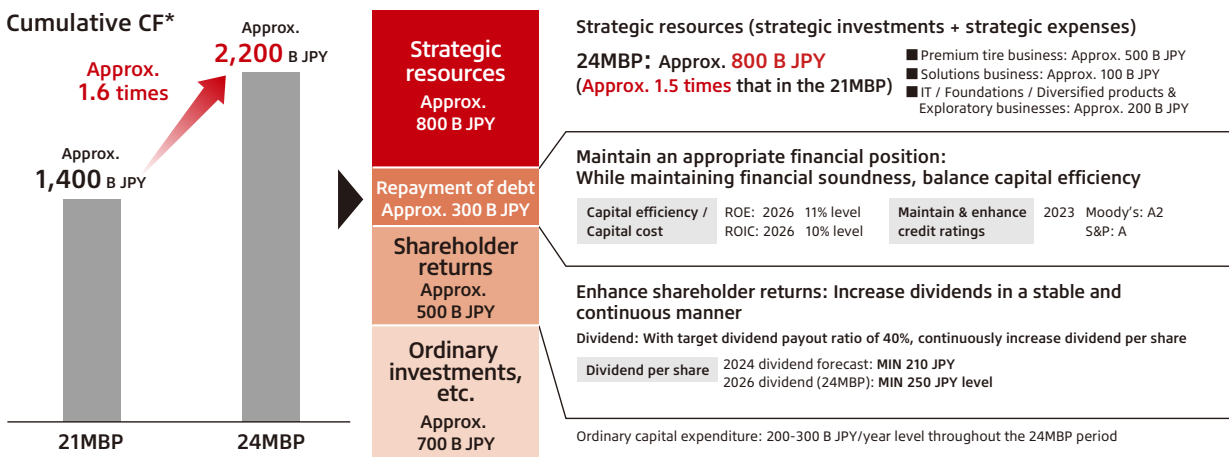 Cumulative CF*
Approx.
2,200 B JPY
Approx.
1.6 times
Approx.
1,400 B JPY
21MBP
24MBP
Strategic
resources
Approx.
800 B JPY
Repayment of debt
Approx. 300 B JPY
Shareholder
returns
Approx.
500 B JPY
Ordinary
investments,
etc.
Approx.
700 B JPY
Strategic resources (strategic investments + strategic expenses)
24MBP: Approx. 800 B JPY
(Approx. 1.5 times that in the 21MBP)
■ Premium tire business: Approx. 500 B JPY
■ Solutions business: Approx. 100 B JPY
■ IT / Foundations / Diversified products &
Exploratory businesses: Approx. 200 B JPY
Maintain an appropriate financial position:
While maintaining financial soundness, balance capital efficiency
Capital efficiency /
Capital cost
ROE: 2026 11% level
ROIC: 2026 10% level
Maintain & enhance
credit ratings
2023 Moody's: A2
S&P: A
Enhance shareholder returns: Increase dividends in a stable and
continuous manner
Dividend: With target dividend payout ratio of 40%, continuously increase dividend per share
Dividend per share
2024 dividend forecast: MIN 210 JPY
2026 dividend (24MBP): MIN 250 JPY level
Ordinary capital expenditure: 200-300 B JPY/year level throughout the 24MBP period